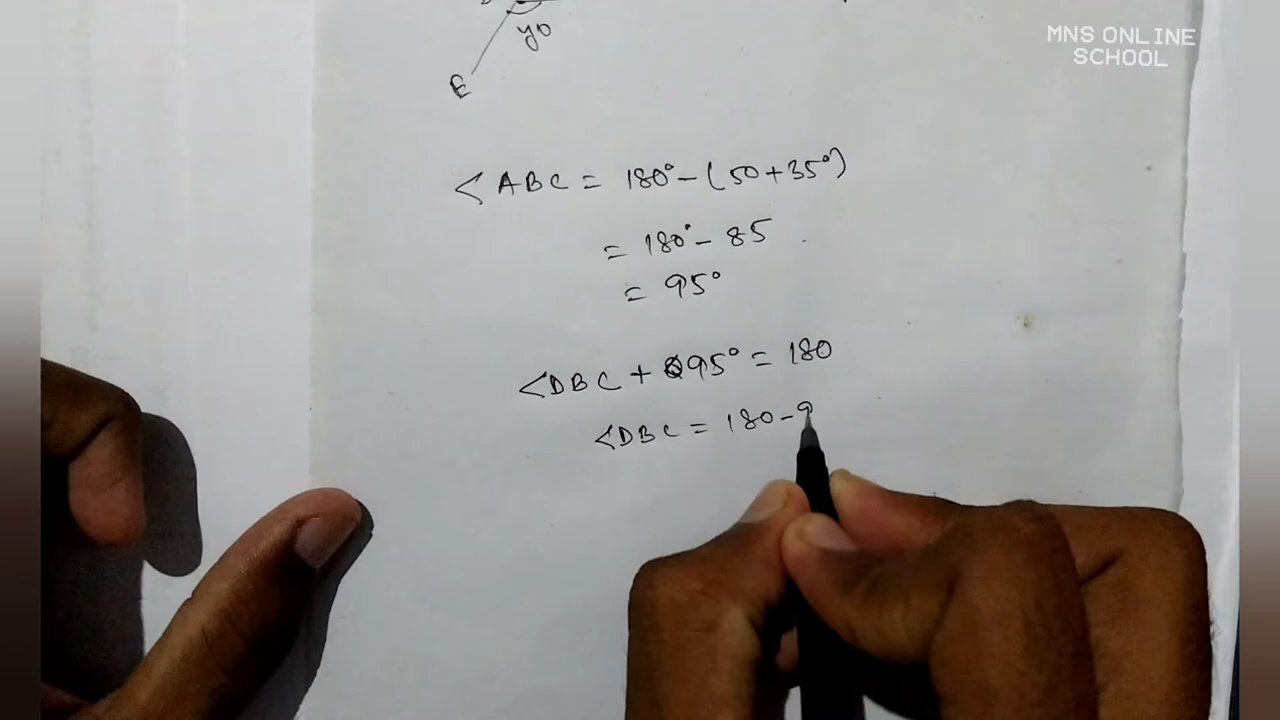 MNS ONLINE
SCHOOL
yo
E
<ABC = 180° - (50+35°)
= 180° - 85
= 95°
<DBC + 95° = 180
<DBC = 180 - 9